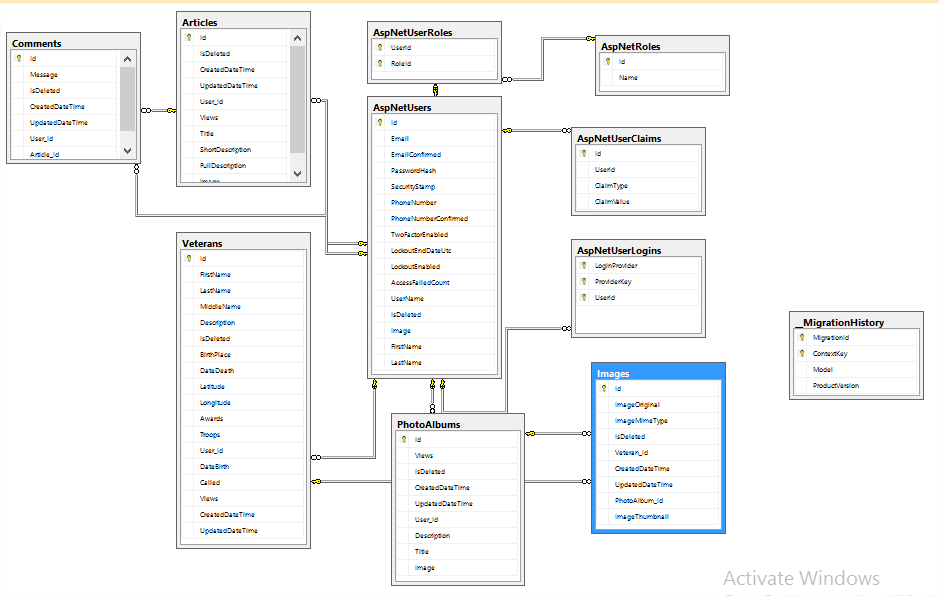 Comments
Id
Message
IsDeleted
CreatedDateTime
UpdatedDateTime
User_Id
Article_Id
Articles
Id
IsDeleted
CreatedDateTime
UpdatedDateTime
User_Id
Views
Title
ShortDescription
FullDescription
Image
AspNetUserRoles
UserId
RoleId
AspNetRoles
Id
Name
AspNetUsers
Id
Email
EmailConfirmed
PasswordHash
SecurityStamp
PhoneNumber
PhoneNumberConfirmed
TwoFactorEnabled
LockoutEndDateUtc
LockoutEnabled
AccessFailedCount
UserName
IsDeleted
Image
FirstName
LastName
AspNetUserClaims
Id
UserId
ClaimType
ClaimValue
AspNetUserLogins
LoginProvider
ProviderKey
UserId
Veterans
Id
FirstName
LastName
MiddleName
Description
IsDeleted
BirthPlace
DateDeath
Latitude
Longitude
Awards
Troops
User_Id
DateBirth
Called
Views
CreatedDateTime
UpdatedDateTime
PhotoAlbums
Id
Views
IsDeleted
CreatedDateTime
UpdatedDateTime
User_Id
Description
Title
Image
Images
Id
ImageOriginal
ImageMimeType
IsDeleted
Veteran_Id
CreatedDateTime
UpdatedDateTime
PhotoAlbum_Id
ImageThumbnail
__MigrationHistory
MigrationId
ContextKey
Model
ProductVersion
Activate Windows